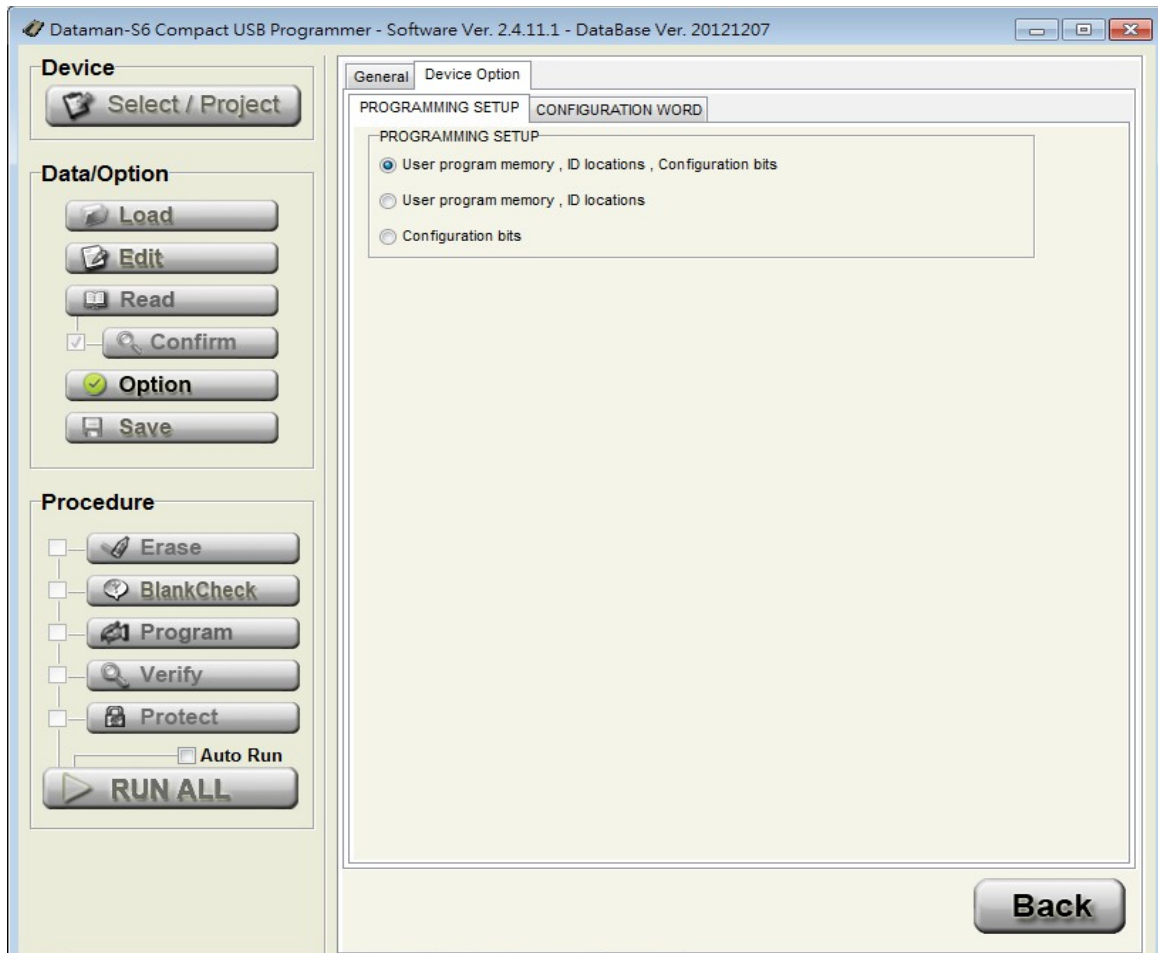 Dataman-S6 Compact USB Programmer - Software Ver. 2.4.11.1 - DataBase Ver. 20121207
Device
Select / Project
Data/Option
Load
Edit
Read
Confirm
Option
Save
Procedure
Erase
BlankCheck
Program
Verify
Protect
Auto Run
RUN ALL
General Device Option
PROGRAMMING SETUP CONFIGURATION WORD
PROGRAMMING SETUP
User program memory , ID locations , Configuration bits
User program memory , ID locations
Configuration bits
Back